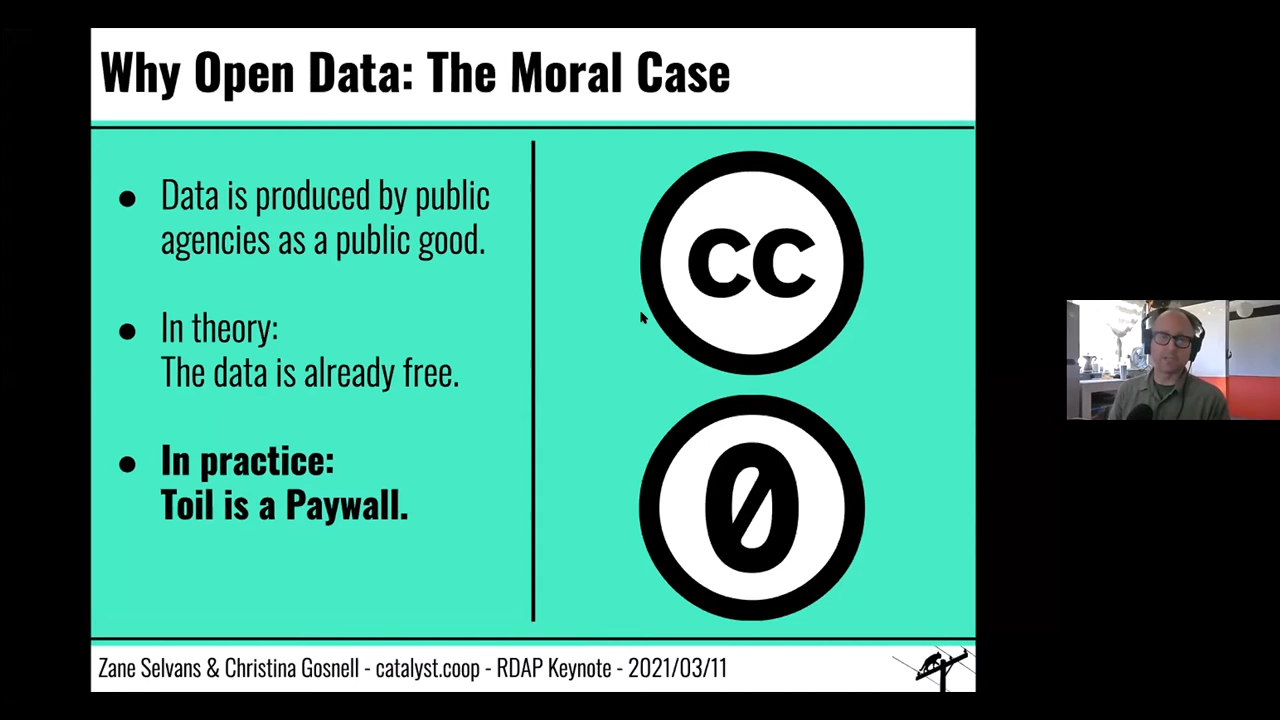 Why Open Data: The Moral Case
● Data is produced by public
agencies as a public good.
● In theory:
The data is already free.
● In practice:
Toil is a Paywall.
cc
0
Zane Selvans & Christina Gosnell - catalyst.coop - RDAP Keynote - 2021/03/11